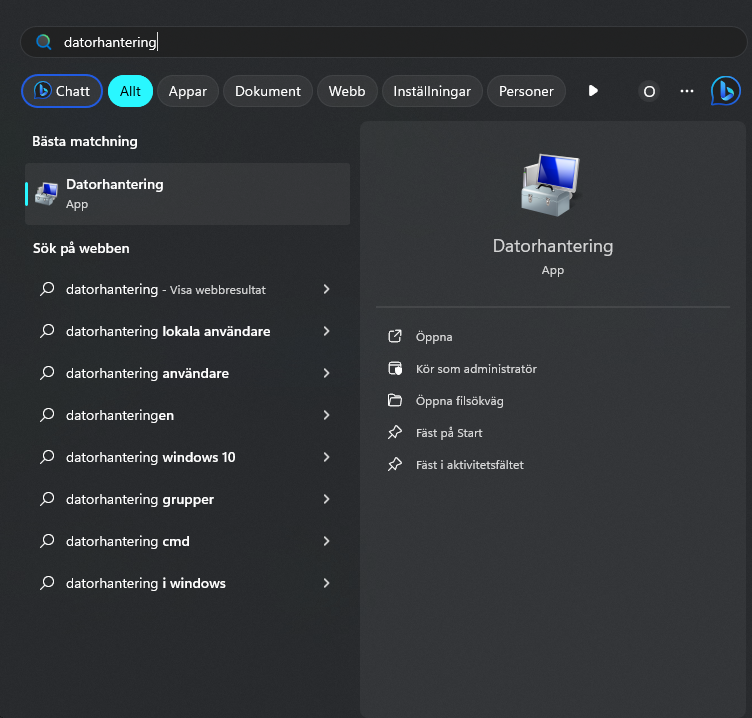 datorhantering
Chatt Allt Appar Dokument Webb Inställningar Personer O ...
Bästa matchning
Datorhantering
App
Sök på webben
datorhantering - Visa webbresultat
datorhantering lokala användare
datorhantering användare
datorhanteringen
datorhantering windows 10
datorhantering grupper
datorhantering cmd
datorhantering i windows
Datorhantering
App
Öppna
Kör som administratör
Öppna filsökväg
Fäst på Start
Fäst i aktivitetsfältet